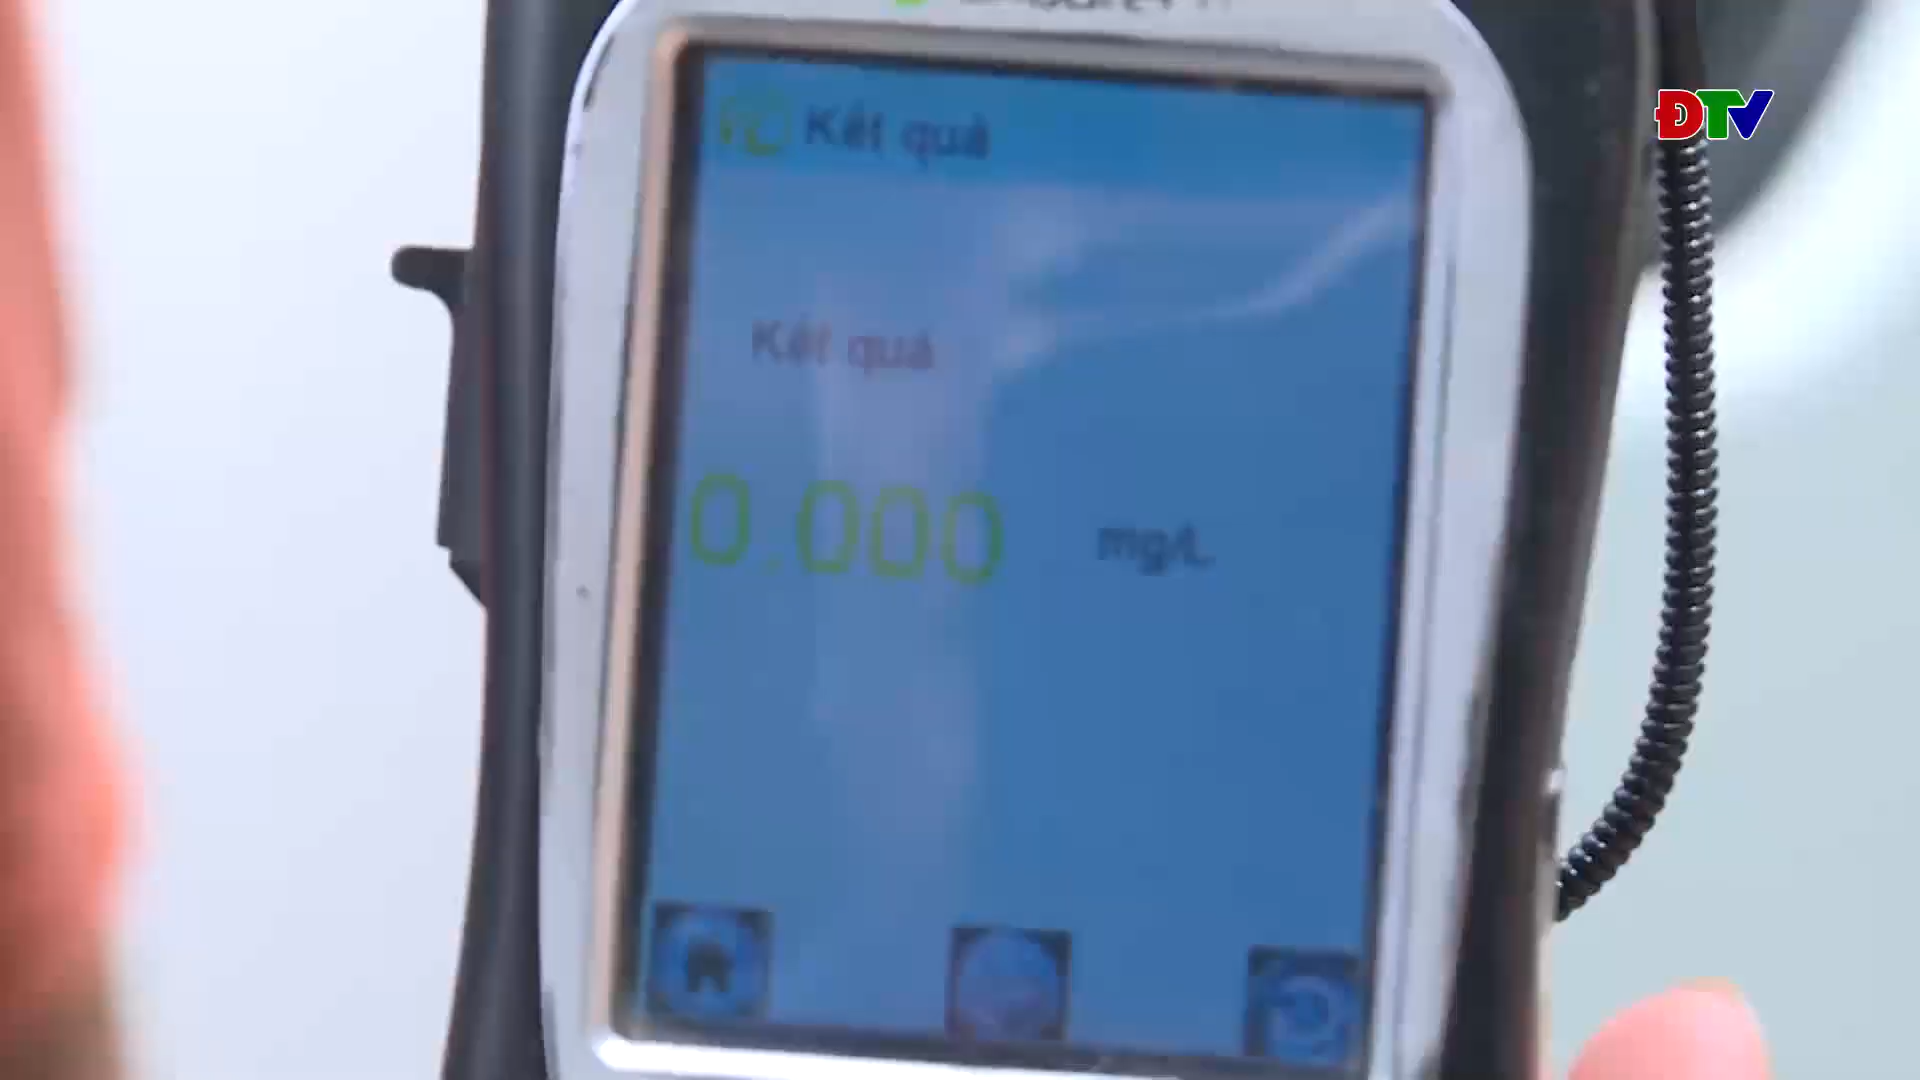 ĐTV
Kết quả
Kết quả
0.000 mg/L